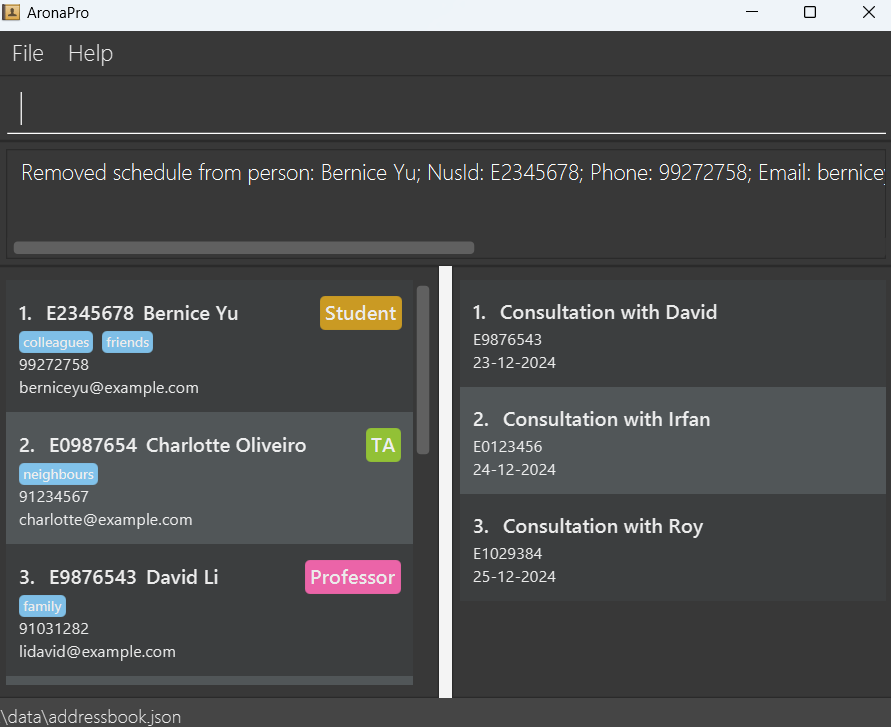 AronaPro
File Help
Removed schedule from person: Bernice Yu; NusId: E2345678; Phone: 99272758; Email: bernicey
1. E2345678 Bernice Yu Student
colleagues friends
99272758
berniceyu@example.com
2. E0987654 Charlotte Oliveiro TA
neighbours
91234567
charlotte@example.com
3. E9876543 David Li Professor
family
91031282
lidavid@example.com
1. Consultation with David
E9876543
23-12-2024
2. Consultation with Irfan
E0123456
24-12-2024
3. Consultation with Roy
E1029384
25-12-2024
\data\addressbook.json